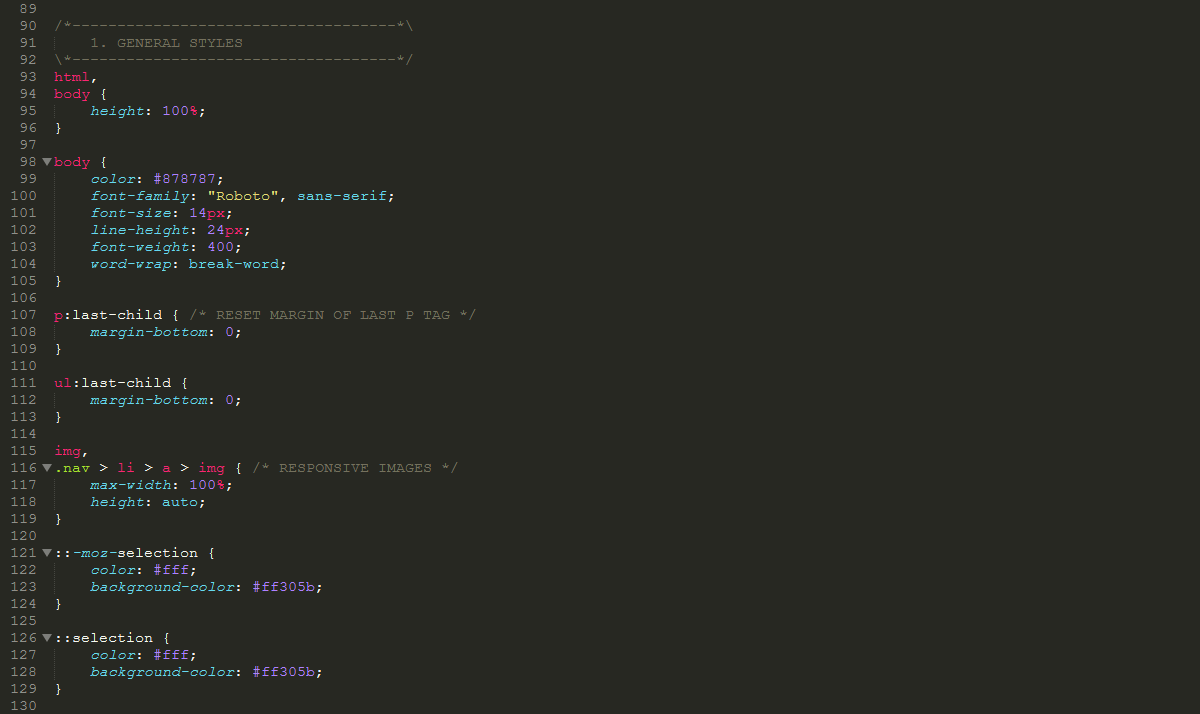 89
90 /*------------------------------------*\
91     1. GENERAL STYLES
92 \*------------------------------------*/
93 html,
94 body {
95     height: 100%;
96 }
97
98 body {
99     color: #878787;
100     font-family: "Roboto", sans-serif;
101     font-size: 14px;
102     line-height: 24px;
103     font-weight: 400;
104     word-wrap: break-word;
105 }
106
107 p:last-child { /* RESET MARGIN OF LAST P TAG */
108     margin-bottom: 0;
109 }
110
111 ul:last-child {
112     margin-bottom: 0;
113 }
114
115 img,
116 .nav > li > a > img { /* RESPONSIVE IMAGES */
117     max-width: 100%;
118     height: auto;
119 }
120
121 ::-moz-selection {
122     color: #fff;
123     background-color: #ff305b;
124 }
125
126 ::selection {
127     color: #fff;
128     background-color: #ff305b;
129 }
130